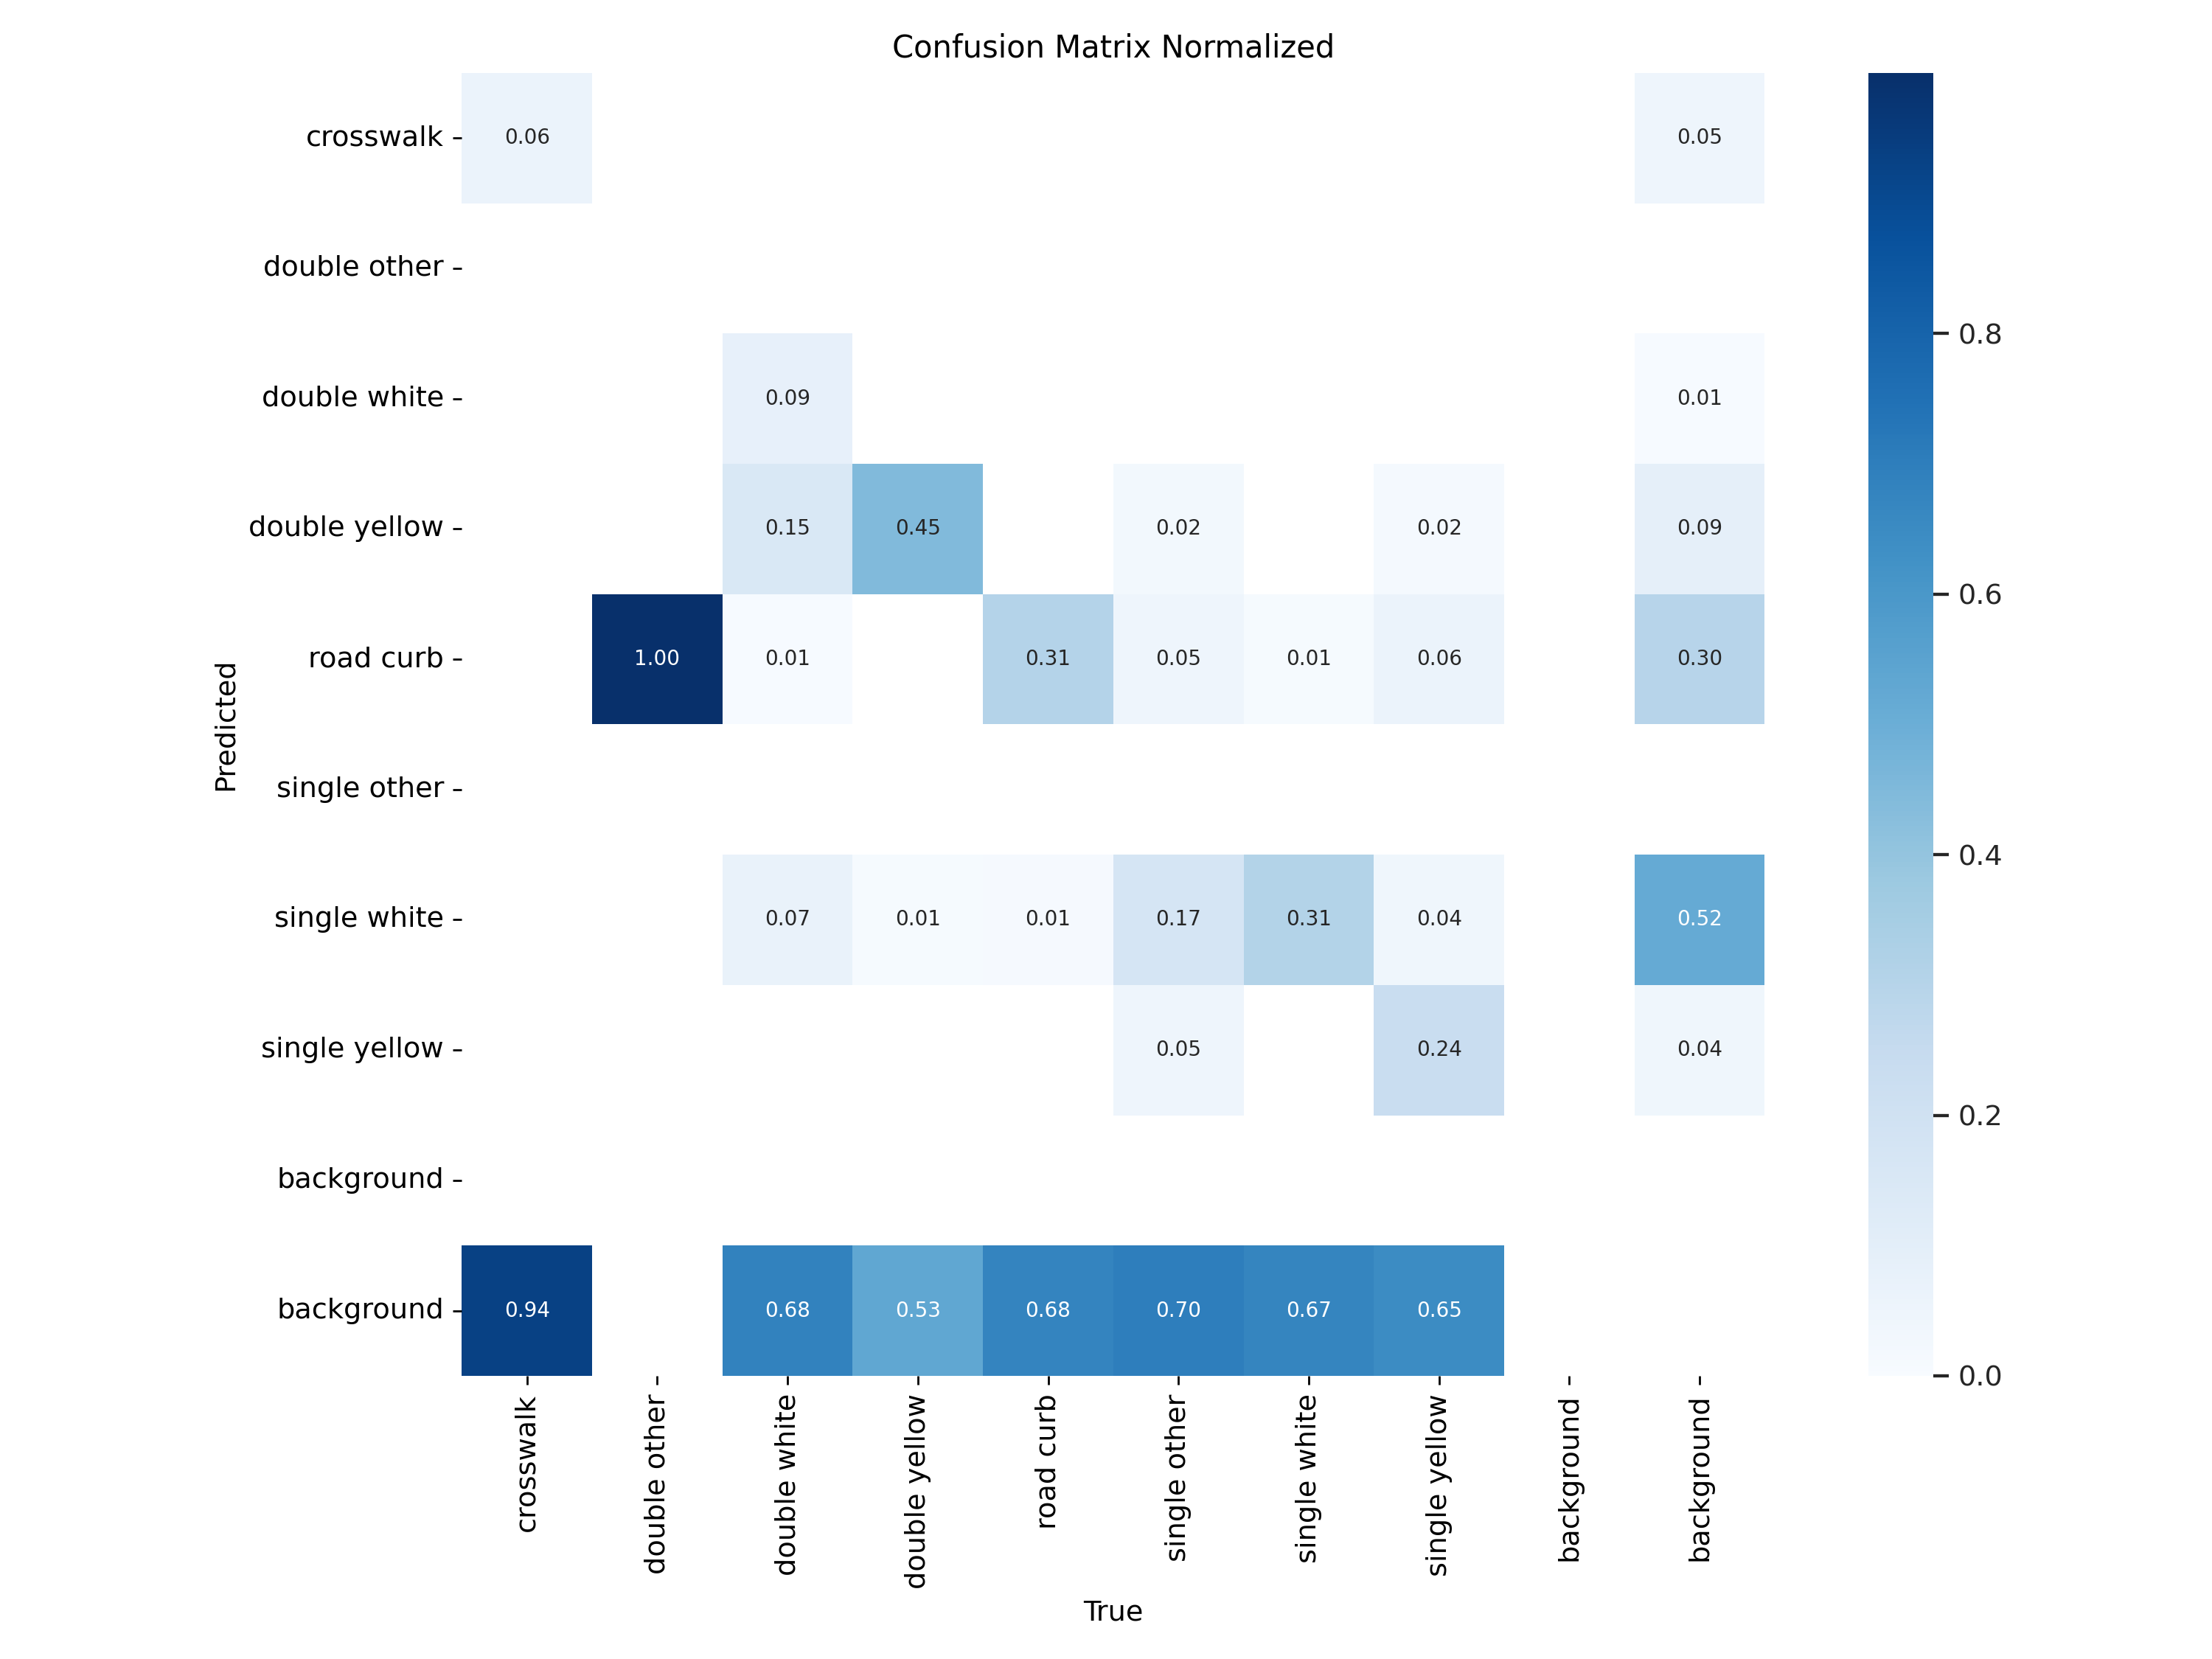 Confusion Matrix Normalized
crosswalk 0.06 0.05
double other
double white 0.09 0.01
0.8
double yellow 0.15 0.45 0.02 0.02 0.09
0.6
road curb 1.00 0.01 0.31 0.05 0.01 0.06 0.30
Predicted
single other
0.4
single white 0.07 0.01 0.01 0.17 0.31 0.04 0.52
single yellow 0.05 0.24 0.04
0.2
background
background 0.94 0.68 0.53 0.68 0.70 0.67 0.65
0.0
crosswalk
double other
double white
double yellow
road curb
single other
single white
single yellow
background
background
True